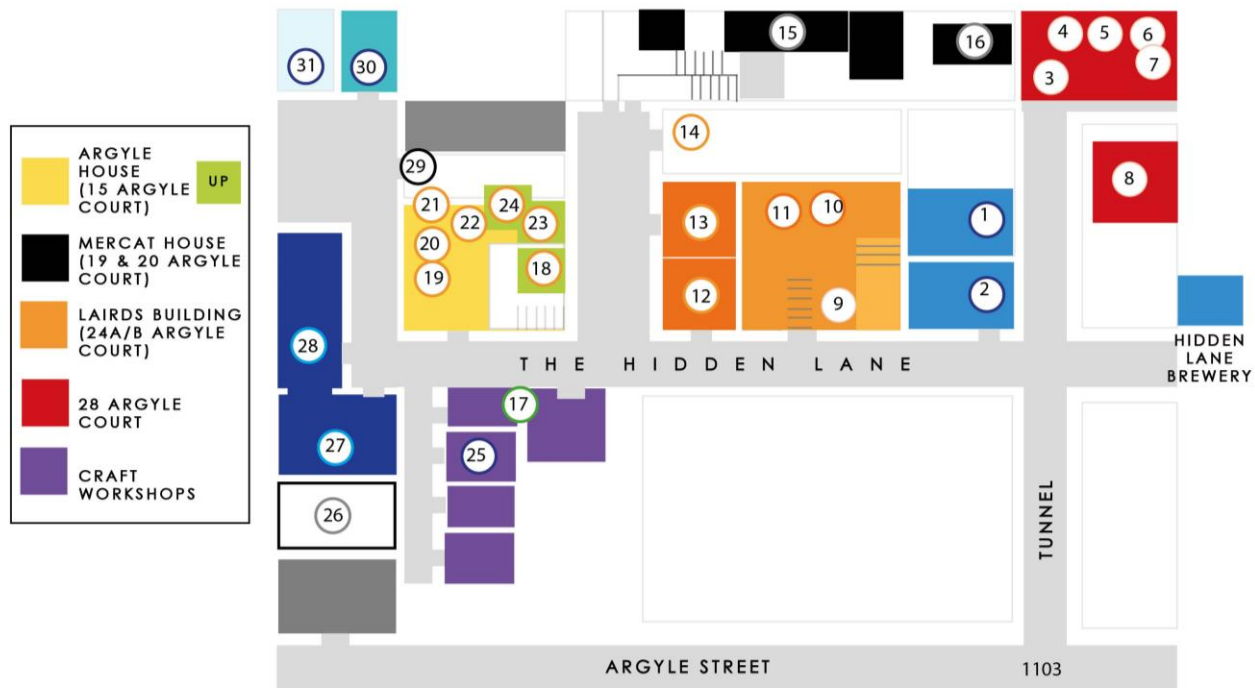 ARGYLE
HOUSE
(15 ARGYLE
COURT)
UP
MERCAT HOUSE
(19 & 20 ARGYLE
COURT)
LAIRDS BUILDING
(24A/B ARGYLE
COURT)
28 ARGYLE
COURT
CRAFT
WORKSHOPS
31
30
15
16
4
5
6
7
3
29
14
8
21
22
24
23
20
19
18
13
11
10
12
9
1
2
28
THE HIDDEN LANE
HIDDEN
LANE
BREWERY
17
27
25
26
TUNNEL
ARGYLE STREET
1103